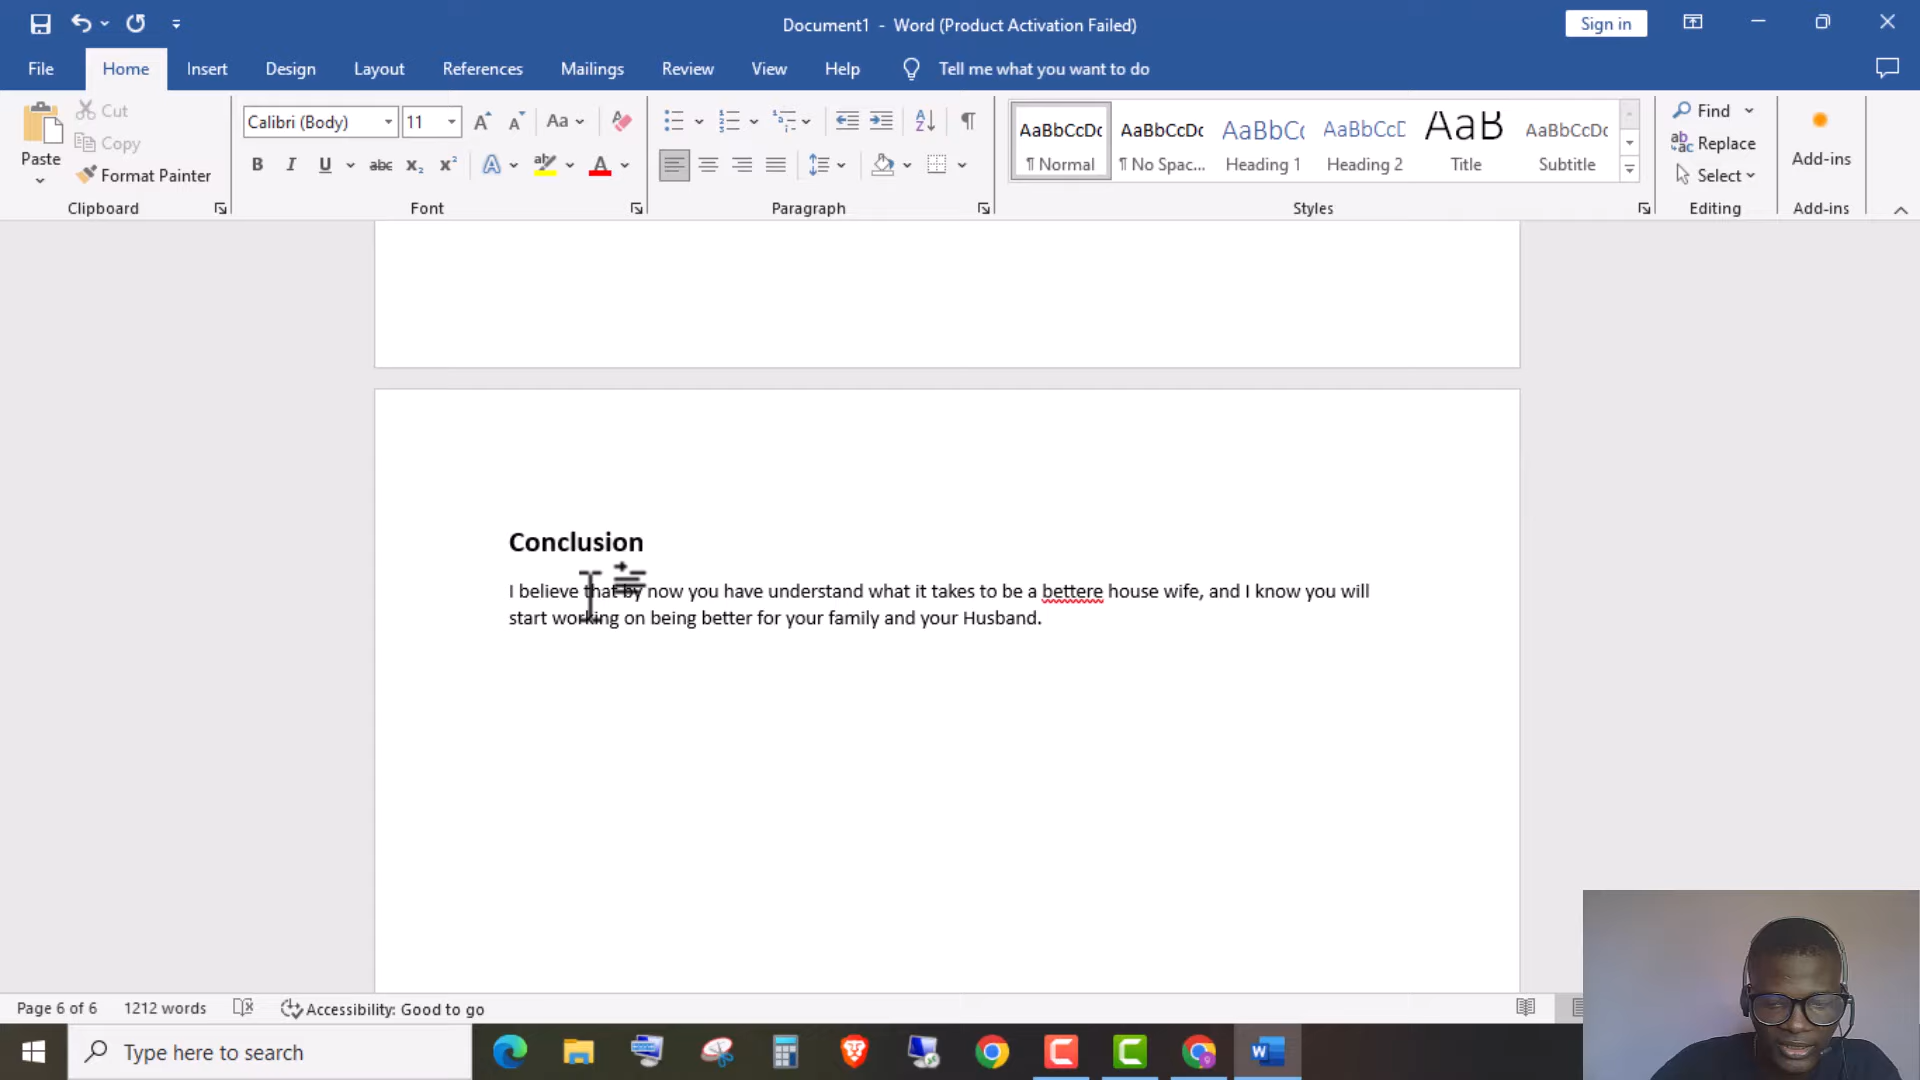 Document1 - Word (Product Activation Failed)
Sign in
File Home Insert Design Layout References Mailings Review View Help Tell me what you want to do
Paste
Cut
Copy
Format Painter
Clipboard
Calibri (Body) 11 Aa
B I U abc x₂ x² A A
Font
Paragraph
AaBbCcDc AaBbCcDc AaBbC AaBbCcD AaB AaBbCcDc
¶ Normal ¶ No Spac... Heading 1 Heading 2 Title Subtitle
Styles
Find
Replace
Select
Editing
Add-ins
Add-ins
Conclusion
I believe that by now you have understand what it takes to be a bettere house wife, and I know you will
start working on being better for your family and your Husband.
Page 6 of 6 1212 words Accessibility: Good to go
Type here to search